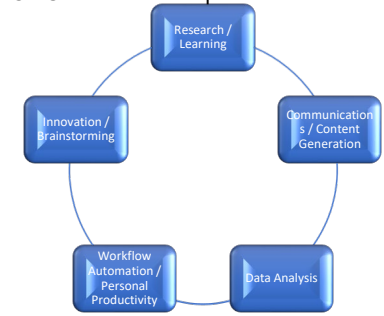 Research /
Learning
Communication
s / Content
Generation
Data Analysis
Workflow
Automation /
Personal
Productivity
Innovation /
Brainstorming